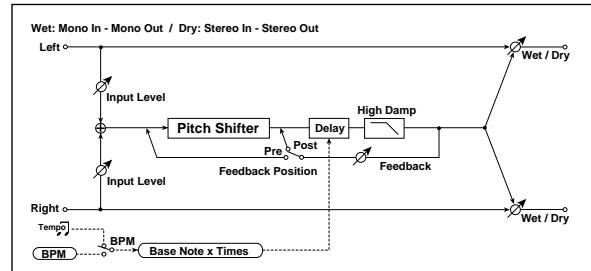 Wet: Mono In - Mono Out / Dry: Stereo In - Stereo Out
Left
Wet / Dry
Input Level
High Damp
Pitch Shifter
Delay
Post
Pre
Feedback Position
Feedback
Input Level
Right
Wet / Dry
Tempo
BPM
BPM
Base Note x Times